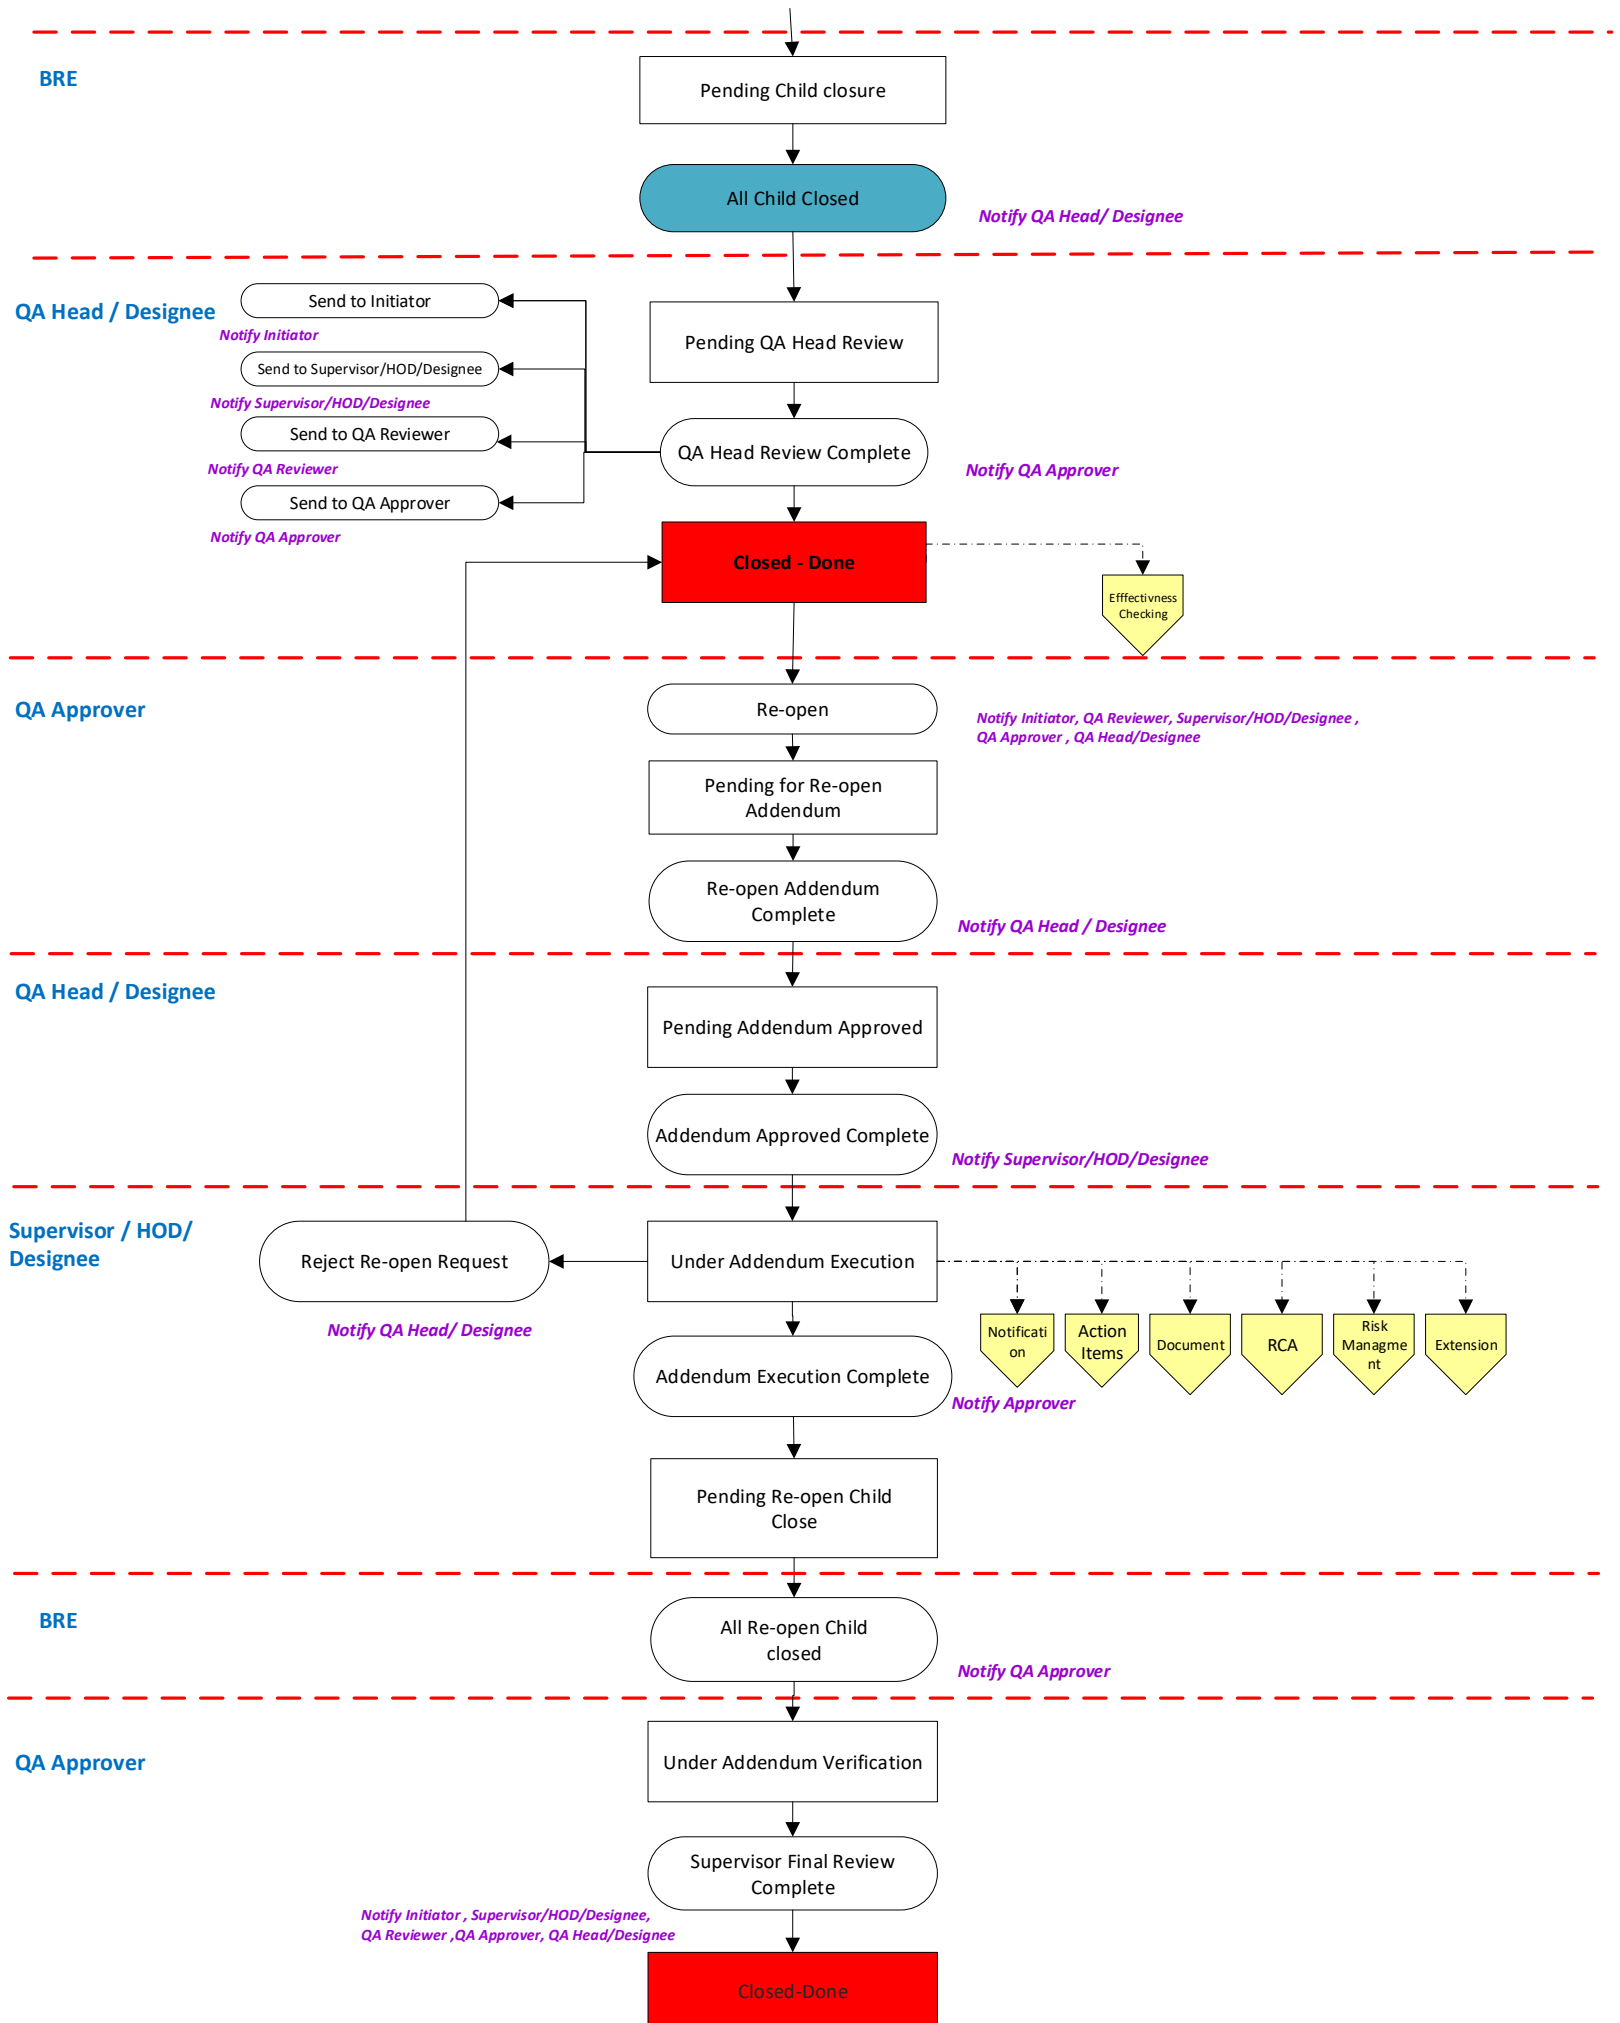 BRE
Pending Child closure
All Child Closed
Notify QA Head/ Designee
QA Head / Designee
Send to Initiator
Notify Initiator
Pending QA Head Review
Send to Supervisor/HOD/Designee
Notify Supervisor/HOD/Designee
Send to QA Reviewer
QA Head Review Complete
Notify QA Reviewer
Notify QA Approver
Send to QA Approver
Notify QA Approver
Closed - Done
Efffectivness
Checking
QA Approver
Re-open
Notify Initiator, QA Reviewer, Supervisor/HOD/Designee ,
QA Approver , QA Head/Designee
Pending for Re-open
Addendum
Re-open Addendum
Complete
Notify QA Head / Designee
QA Head / Designee
Pending Addendum Approved
Addendum Approved Complete
Notify Supervisor/HOD/Designee
Supervisor / HOD/
Designee
Reject Re-open Request
Under Addendum Execution
Notify QA Head/ Designee
Notificati
on
Action
Items
Document
RCA
Risk
Managme
nt
Extension
Addendum Execution Complete
Notify Approver
Pending Re-open Child
Close
BRE
All Re-open Child
closed
Notify QA Approver
QA Approver
Under Addendum Verification
Supervisor Final Review
Complete
Notify Initiator , Supervisor/HOD/Designee,
QA Reviewer ,QA Approver, QA Head/Designee
Closed-Done